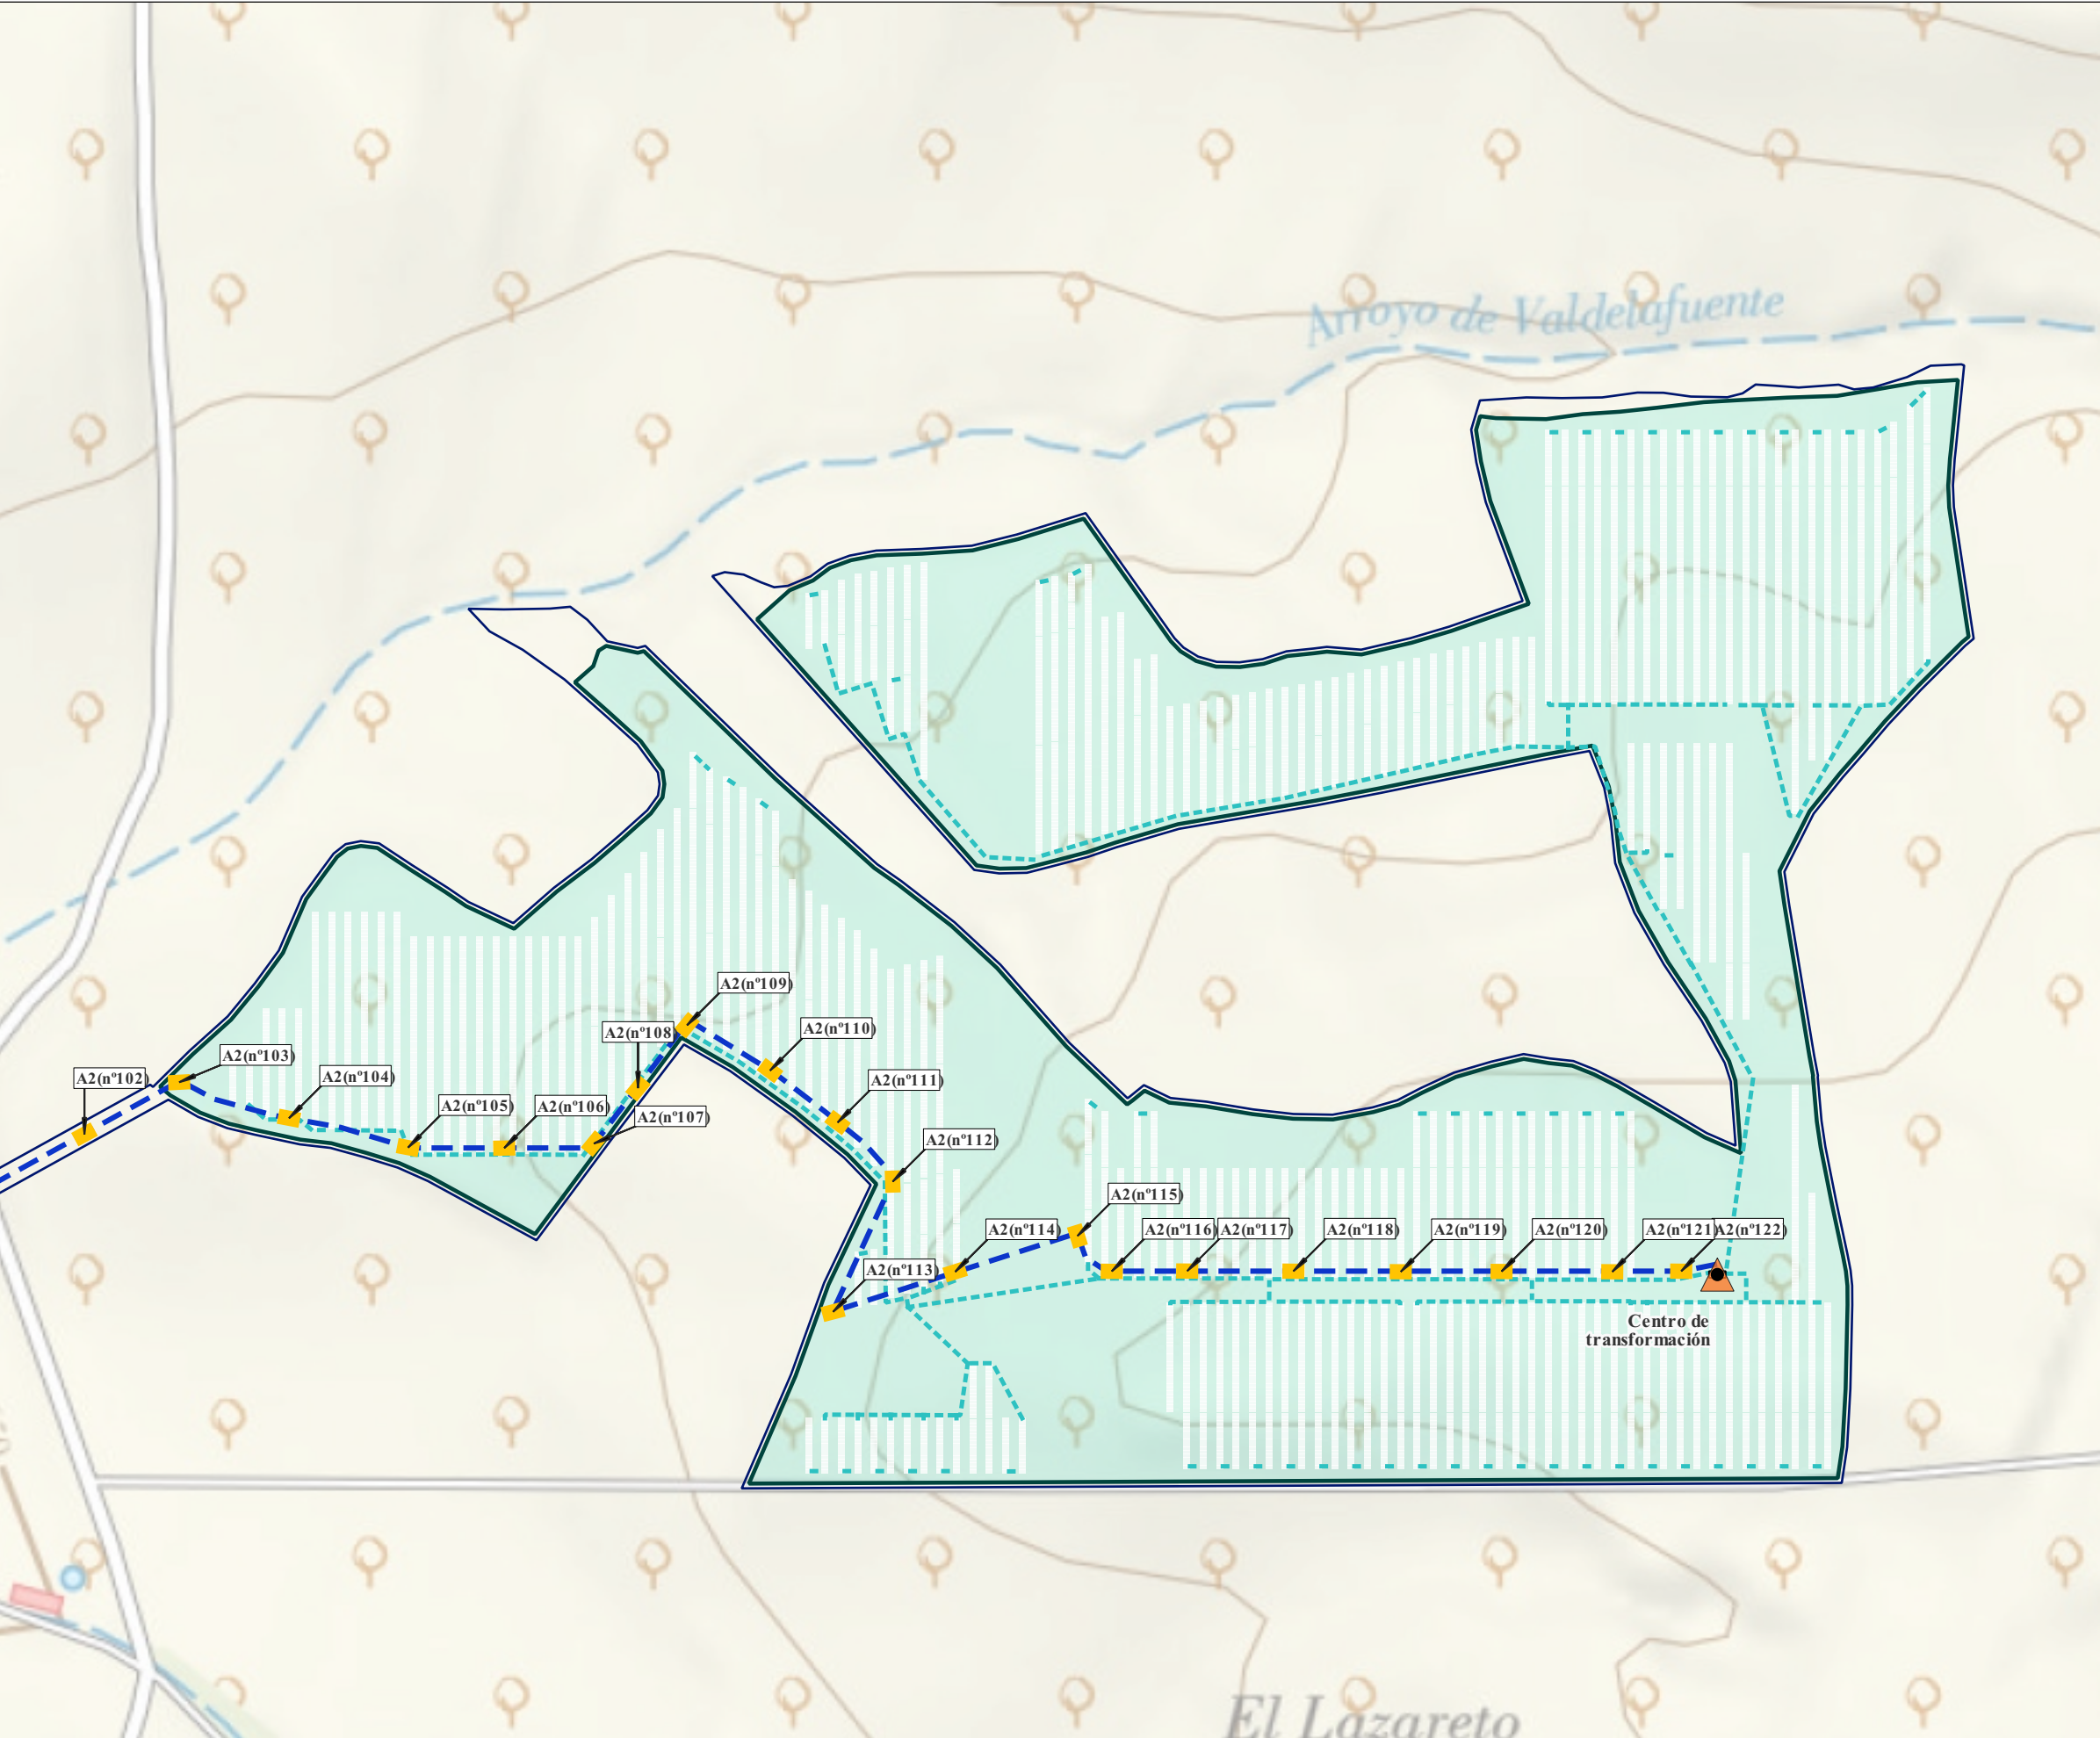 Arroyo de Valdelafuente
A2(nº109)
A2(nº110)
A2(nº108)
A2(nº103)
A2(nº102)
A2(nº104)
A2(nº111)
A2(nº105)
A2(nº106)
A2(nº107)
A2(nº112)
A2(nº115)
A2(nº114)
A2(nº116)
A2(nº117)
A2(nº118)
A2(nº119)
A2(nº120)
A2(nº121)
A2(nº122)
A2(nº113)
Centro de
transformación
El Lazareto